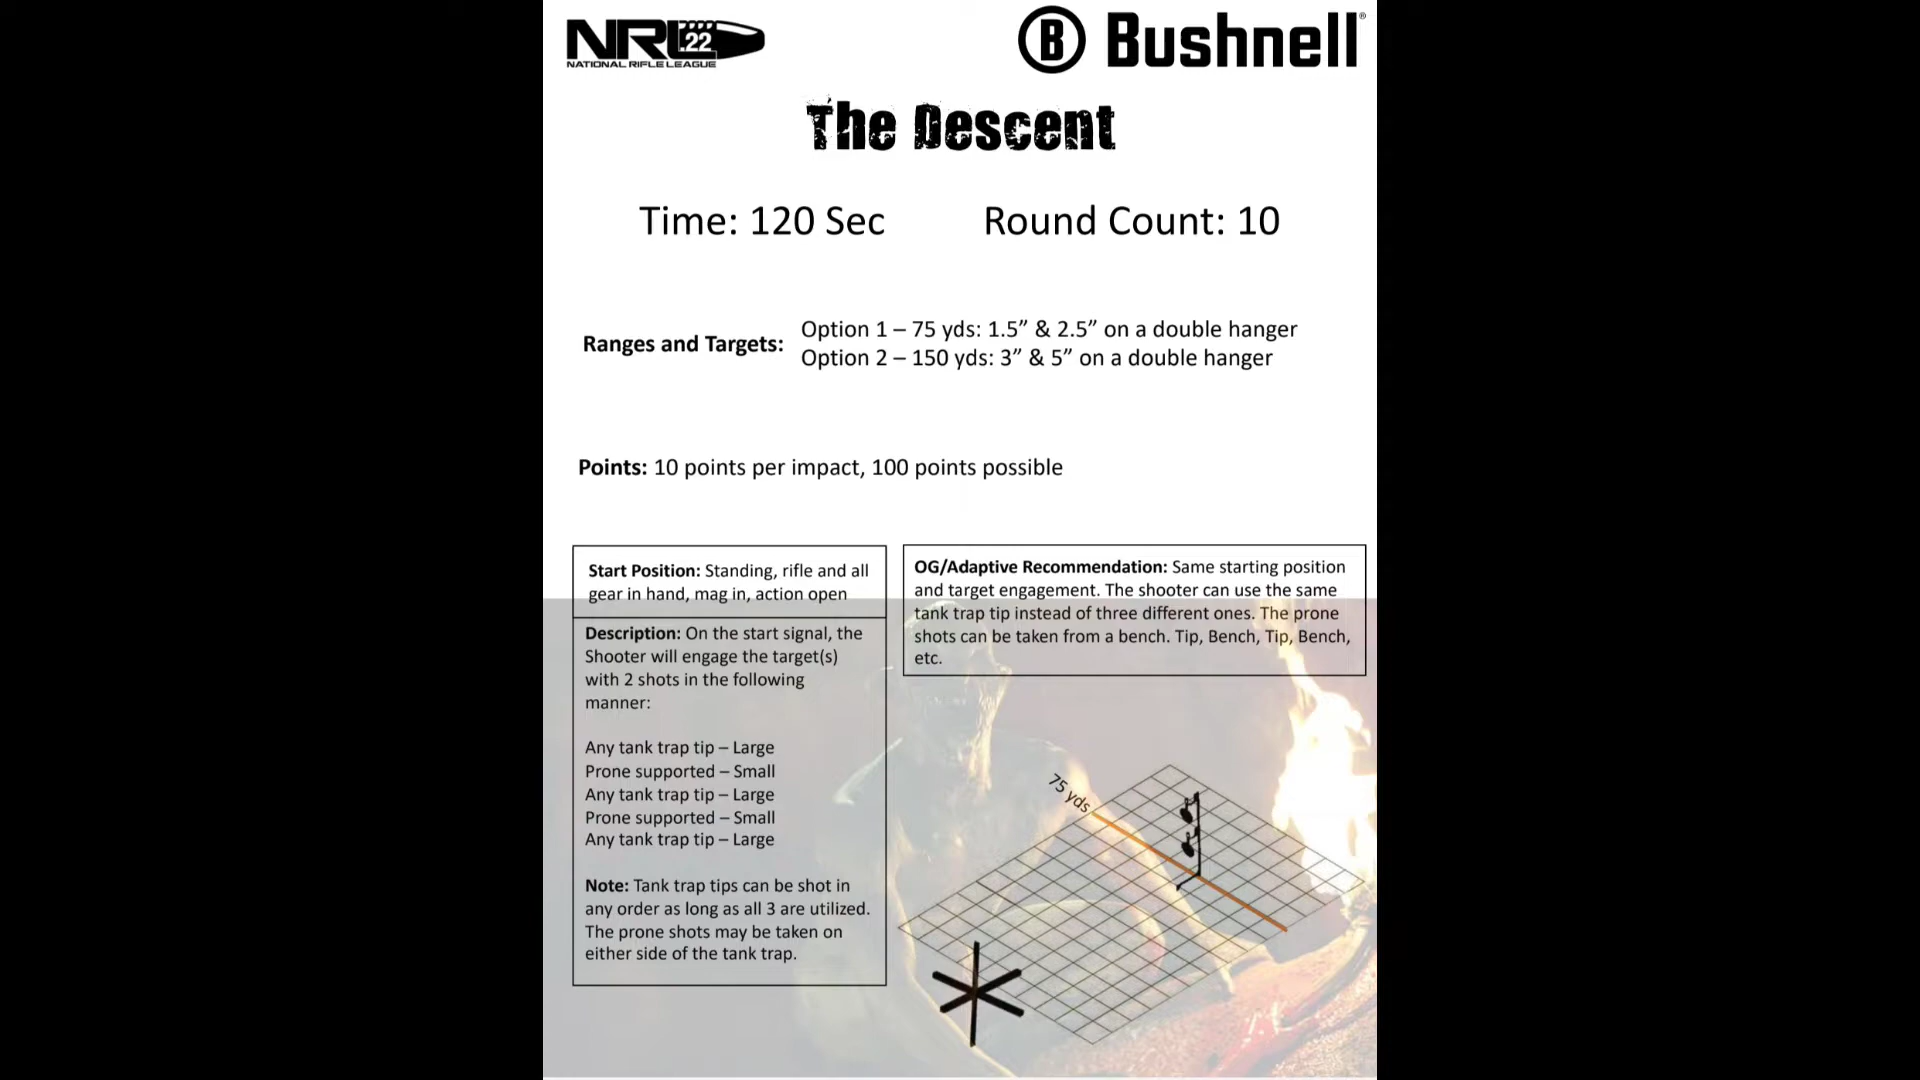 NRL .22
NATIONAL RIFLE LEAGUE
B Bushnell®
The Descent
Time: 120 Sec
Round Count: 10
Ranges and Targets:
Option 1 – 75 yds: 1.5” & 2.5” on a double hanger
Option 2 – 150 yds: 3” & 5” on a double hanger
Points: 10 points per impact, 100 points possible
Start Position: Standing, rifle and all
gear in hand, mag in, action open
Description: On the start signal, the
Shooter will engage the target(s)
with 2 shots in the following
manner:
Any tank trap tip – Large
Prone supported – Small
Any tank trap tip – Large
Prone supported – Small
Any tank trap tip – Large
Note: Tank trap tips can be shot in
any order as long as all 3 are utilized.
The prone shots may be taken on
either side of the tank trap.
OG/Adaptive Recommendation: Same starting position
and target engagement. The shooter can use the same
tank trap tip instead of three different ones. The prone
shots can be taken from a bench. Tip, Bench, Tip, Bench,
etc.
75 yds